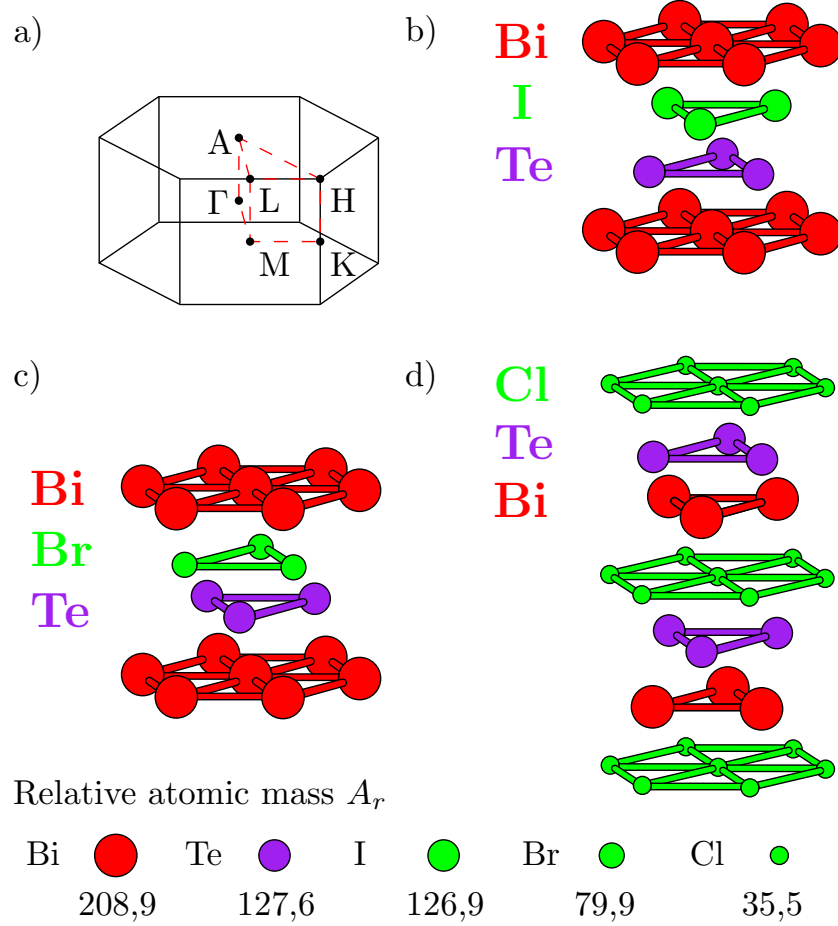 a)
A
Γ
L
H
M
K
b)
Bi
I
Te
c)
Bi
Br
Te
d)
Cl
Te
Bi
Relative atomic mass A_r
Bi Te I Br Cl
208,9 127,6 126,9 79,9 35,5